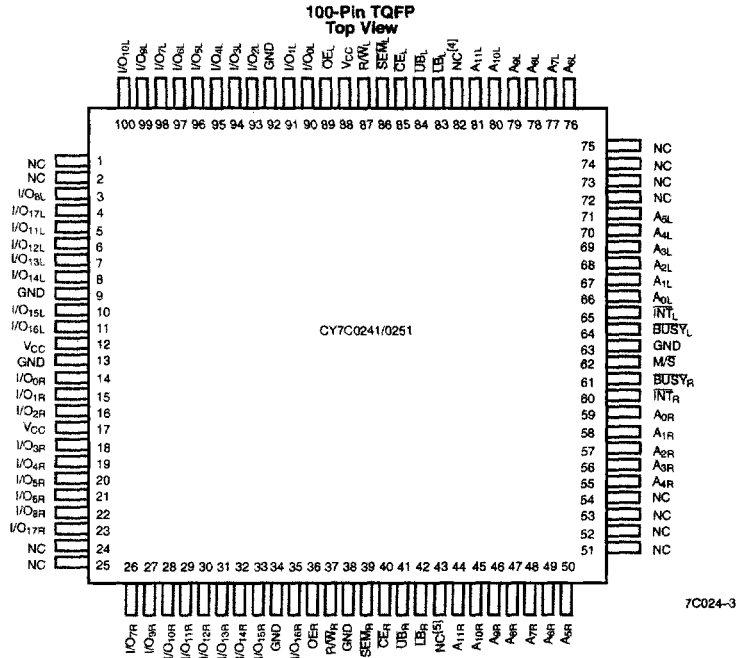 100-Pin TQFP
Top View
I/O10L
I/O9L
I/O8L
I/O7L
I/O6L
I/O5L
I/O4L
I/O3L
I/O2L
GND
I/O1L
I/O0L
OEL
VCC
R/WL
SEML
CEL
UBL
LBL
NC[4]
A11L
A10L
A9L
A8L
A7L
A6L
100 99 98 97 96 95 94 93 92 91 90 89 88 87 86 85 84 83 82 81 80 79 78 77 76
NC 1
NC 2
I/O8L 3
I/O17L 4
I/O11L 5
I/O12L 6
I/O13L 7
I/O14L 8
GND 9
I/O15L 10
I/O16L 11
VCC 12
GND 13
I/O0R 14
I/O1R 15
I/O2R 16
VCC 17
I/O3R 18
I/O4R 19
I/O5R 20
I/O6R 21
I/O8R 22
I/O17R 23
NC 24
NC 25
CY7C0241/0251
75 NC
74 NC
73 NC
72 NC
71 A5L
70 A4L
69 A3L
68 A2L
67 A1L
66 A0L
65 INTL
64 BUSYL
63 GND
62 M/S
61 BUSYR
60 INTR
59 A0R
58 A1R
57 A2R
56 A3R
55 A4R
54 NC
53 NC
52 NC
51 NC
26 27 28 29 30 31 32 33 34 35 36 37 38 39 40 41 42 43 44 45 46 47 48 49 50
I/O7R
I/O9R
I/O10R
I/O11R
I/O12R
I/O13R
I/O14R
I/O15R
GND
I/O16R
OER
R/WR
GND
SEMR
CER
UBR
LBR
NC[5]
A11R
A10R
A9R
A8R
A7R
A6R
A5R
7C024–3